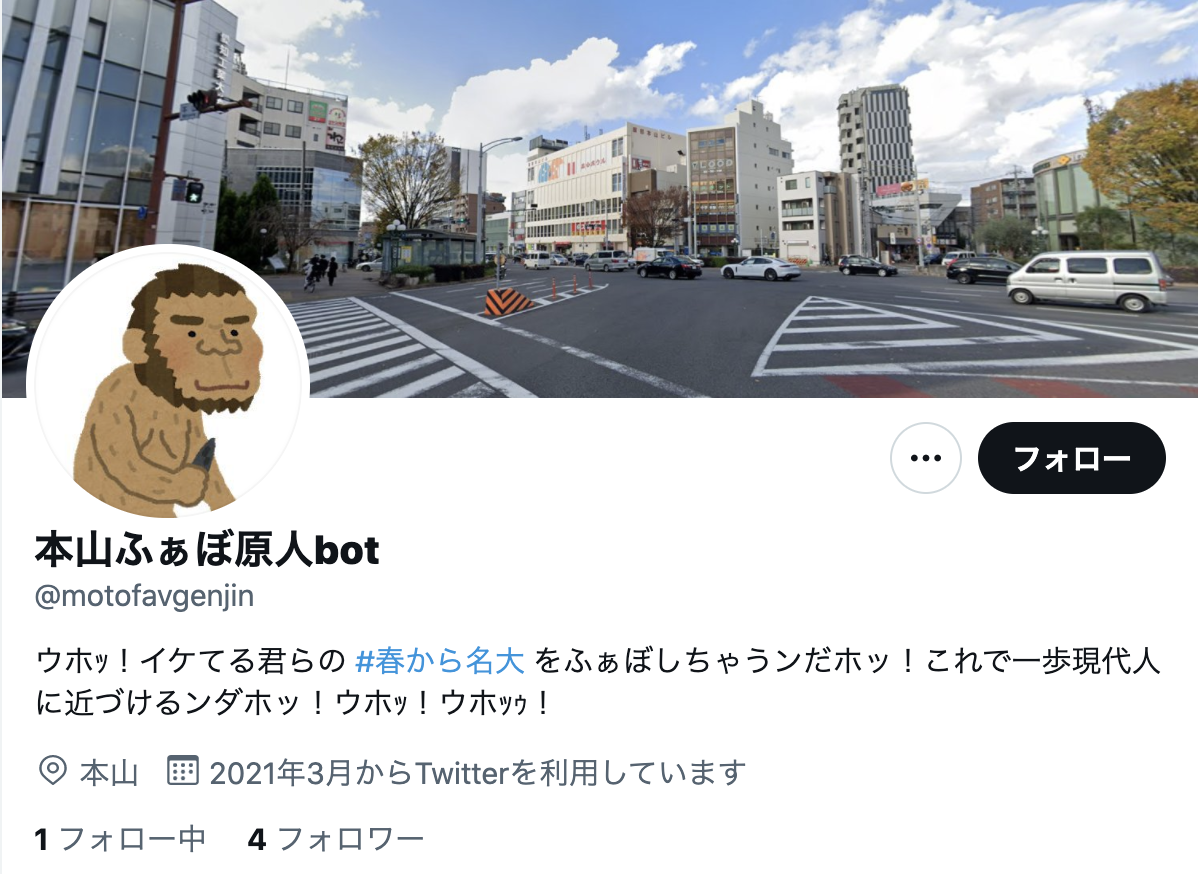 フォロー
本山ふぁぼ原人bot
@motofavgenjin
ウホッ！イケてる君らの #春から名大 をふぁぼしちゃうンだホッ！これで一歩現代人
に近づけるンダホッ！ウホッ！ウホッｩ！
本山
2021年3月からTwitterを利用しています
1 フォロー中 4 フォロワー